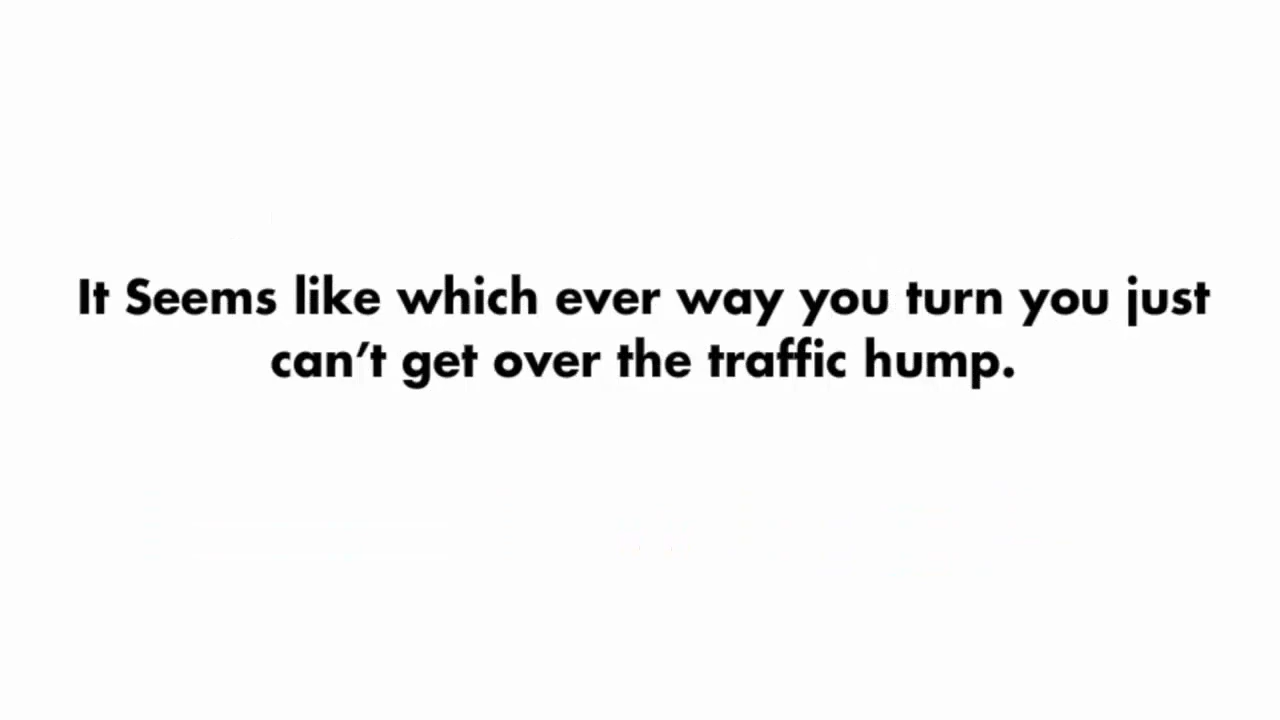 It Seems like which ever way you turn you just
can’t get over the traffic hump.